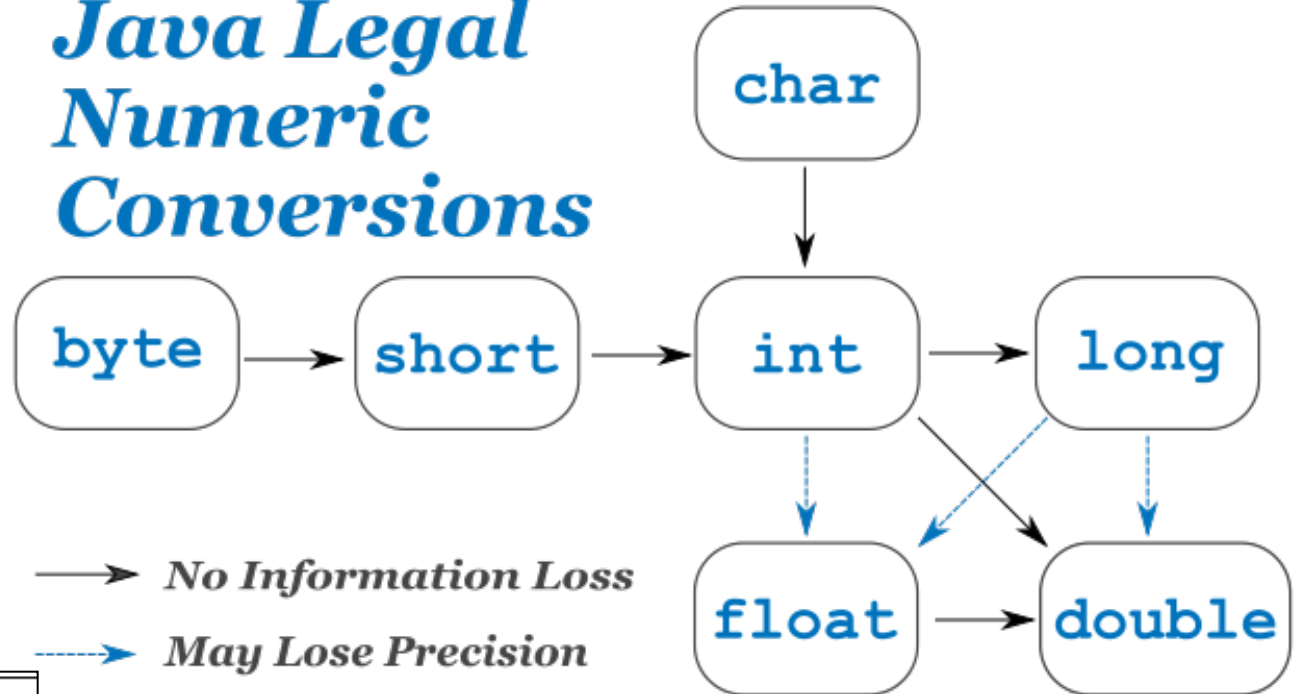 Java Legal
Numeric
Conversions
char
byte
short
int
long
float
double
No Information Loss
May Lose Precision